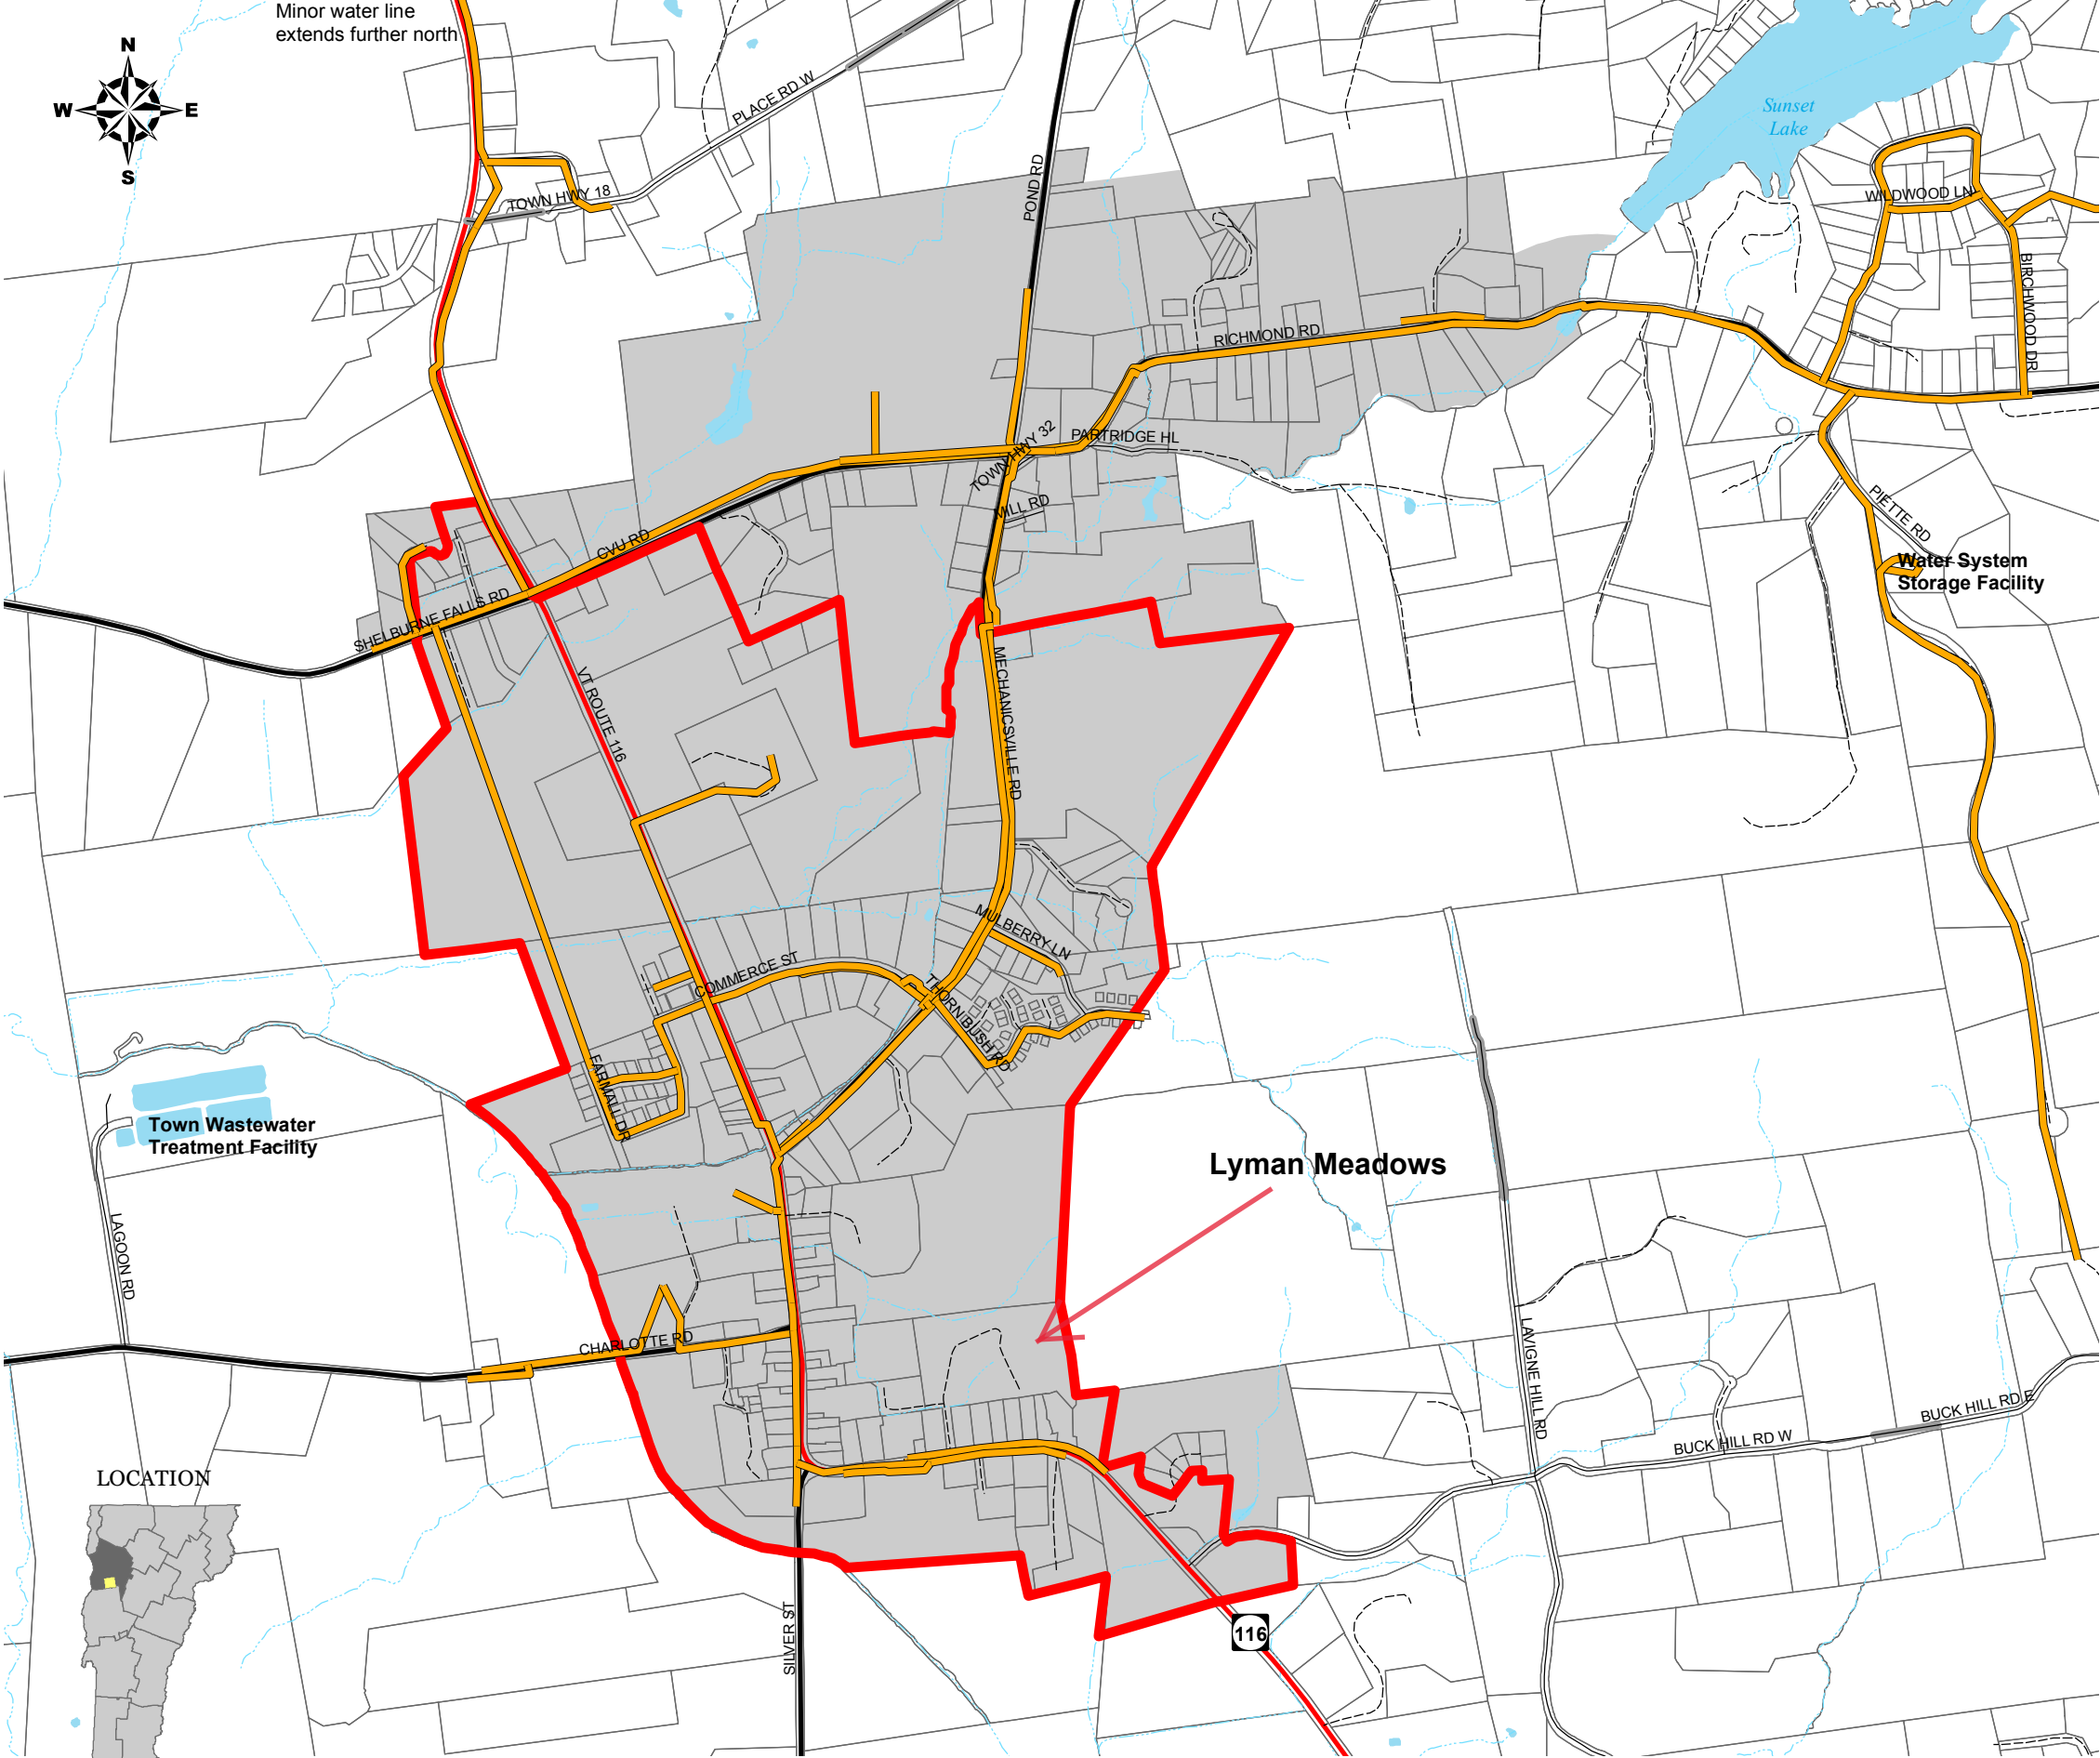 Minor water line
extends further north
N
W
E
S
PLACE RD W
POND RD
TOWN HWY 18
Sunset
Lake
WILDWOOD LN
BIRCHWOOD DR
RICHMOND RD
TOWN HWY 32
PARTRIDGE HL
MILL RD
CVU RD
PIETTE RD
Water System
Storage Facility
SHELBURNE FALLS RD
VT ROUTE 116
MECHANICSVILLE RD
MULBERRY LN
COMMERCE ST
THORN BUSH RD
FARMALL DR
Town Wastewater
Treatment Facility
Lyman Meadows
LAGOON RD
CHARLOTTE RD
LAVIGNE HILL RD
BUCK HILL RD E
BUCK HILL RD W
LOCATION
SILVER ST
116